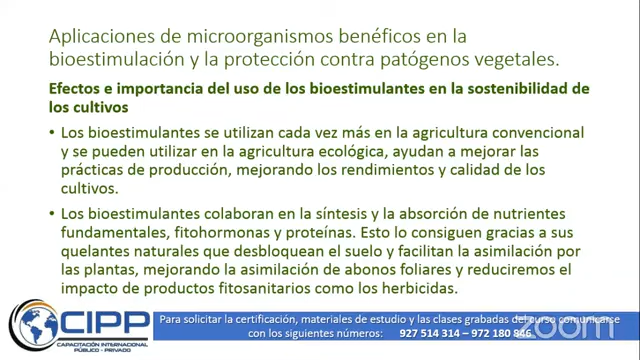 Aplicaciones de microorganismos benéficos en la
bioestimulación y la protección contra patógenos vegetales.
Efectos e importancia del uso de los bioestimulantes en la sostenibilidad de
los cultivos
• Los bioestimulantes se utilizan cada vez más en la agricultura convencional
y se pueden utilizar en la agricultura ecológica, ayudan a mejorar las
prácticas de producción, mejorando los rendimientos y calidad de los
cultivos.
• Los bioestimulantes colaboran en la síntesis y la absorción de nutrientes
fundamentales, fitohormonas y proteínas. Esto lo consiguen gracias a sus
quelantes naturales que desbloquean el suelo y facilitan la asimilación por
las plantas, mejorando la asimilación de abonos foliares y reduciremos el
impacto de productos fitosanitarios como los herbicidas.
CIPP
CAPACITACIÓN INTERNACIONAL
PÚBLICO - PRIVADO
Para solicitar la certificación, materiales de estudio y las clases grabadas del curso comunicarse
con los siguientes números: 927 514 314 – 972 180 846
zoom